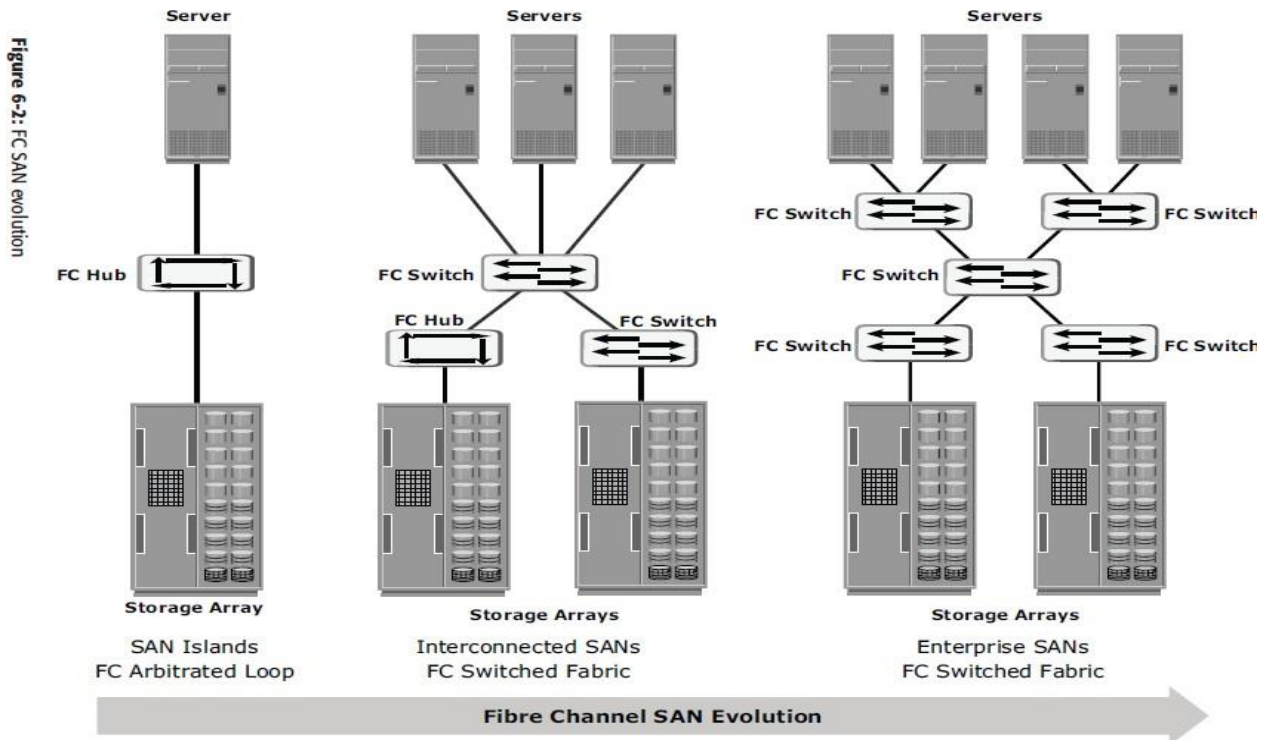 Figure 6-2: FC SAN evolution
Server
FC Hub
Storage Array
SAN Islands
FC Arbitrated Loop
Servers
FC Switch
FC Hub
FC Switch
Storage Arrays
Interconnected SANs
FC Switched Fabric
Servers
FC Switch
FC Switch
FC Switch
FC Switch
FC Switch
Storage Arrays
Enterprise SANs
FC Switched Fabric
Fibre Channel SAN Evolution